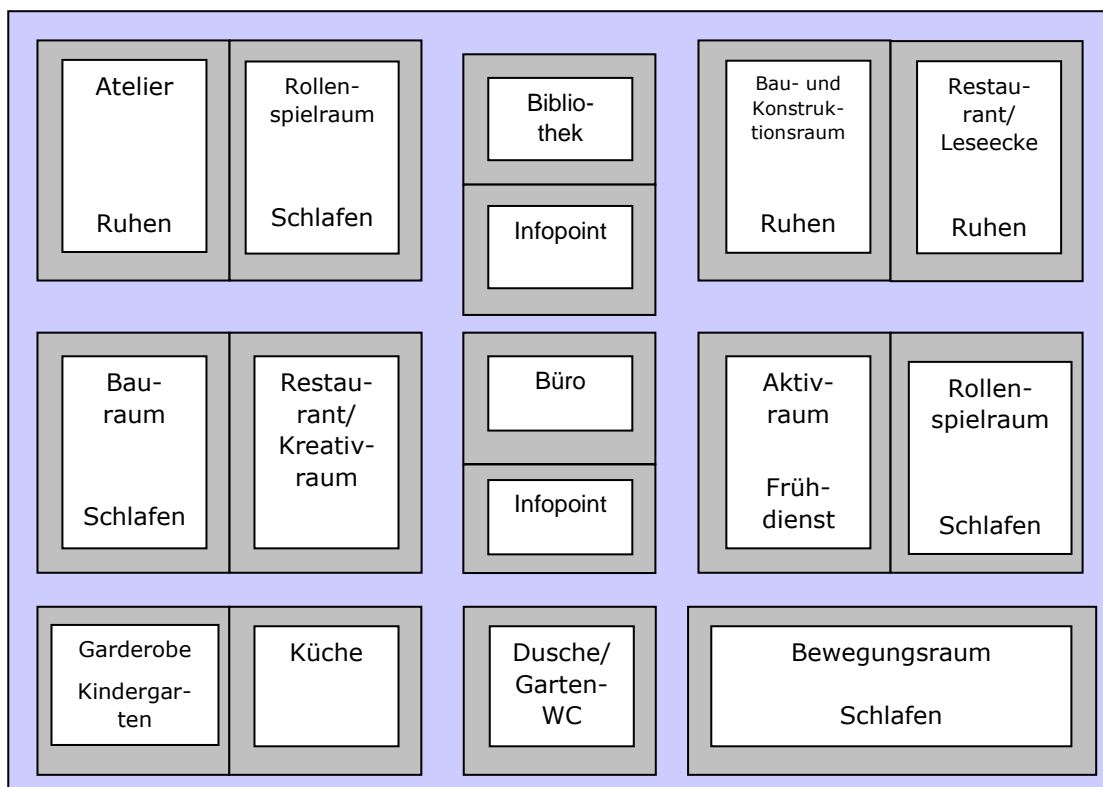 Atelier
Ruhen
Rollen-
spielraum
Schlafen
Biblio-
thek
Infopoint
Bau- und
Konstruk-
tionsraum
Ruhen
Restau-
rant/
Leseecke
Ruhen
Bau-
raum
Schlafen
Restau-
rant/
Kreativ-
raum
Büro
Infopoint
Aktiv-
raum
Früh-
dienst
Rollen-
spielraum
Schlafen
Garderobe
Kindergar-
ten
Küche
Dusche/
Garten-
WC
Bewegungsraum
Schlafen